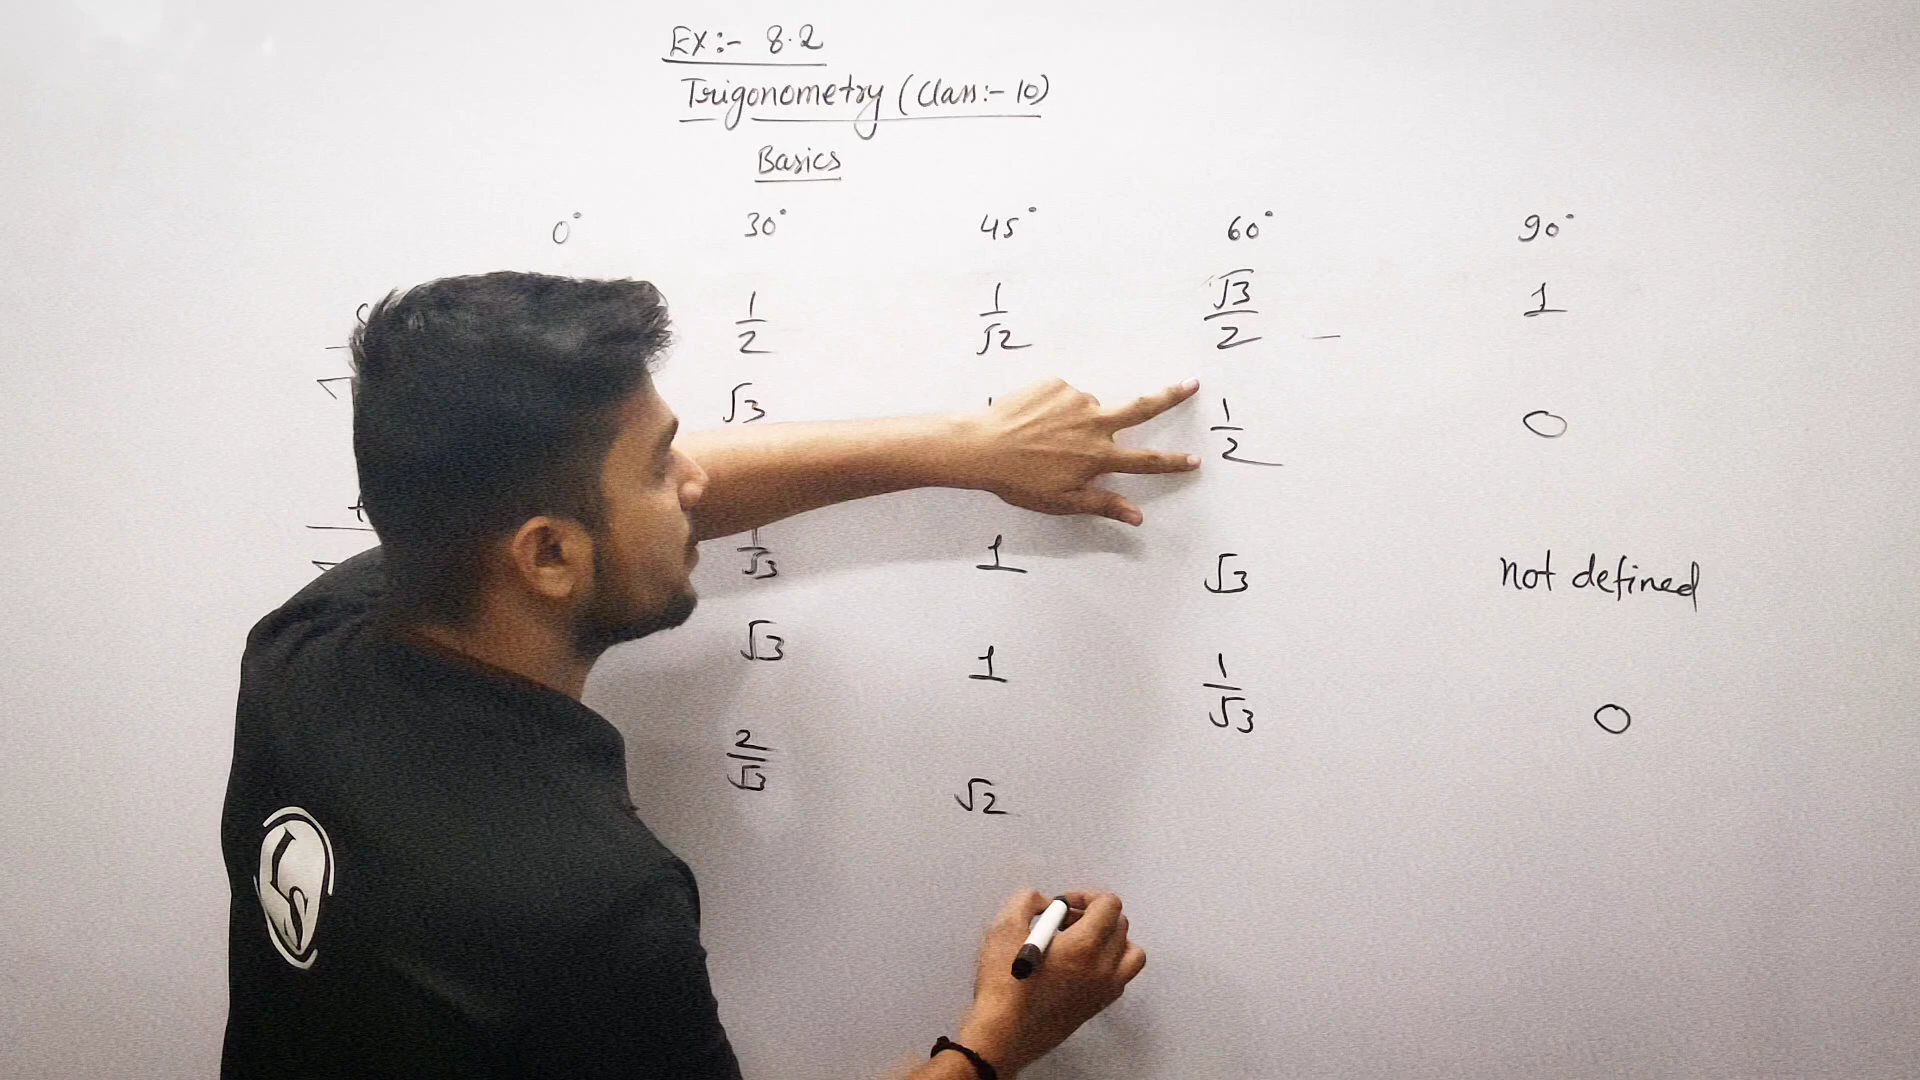 Ex:- 8.2
Trigonometry (Class:- 10)
Basics
0° 30° 45° 60° 90°
1/2 1/√2 √3/2 1
√3 1/2 0
1/√3 1 √3 not defined
√3 1 1/√3 0
2/√3 √2
LS